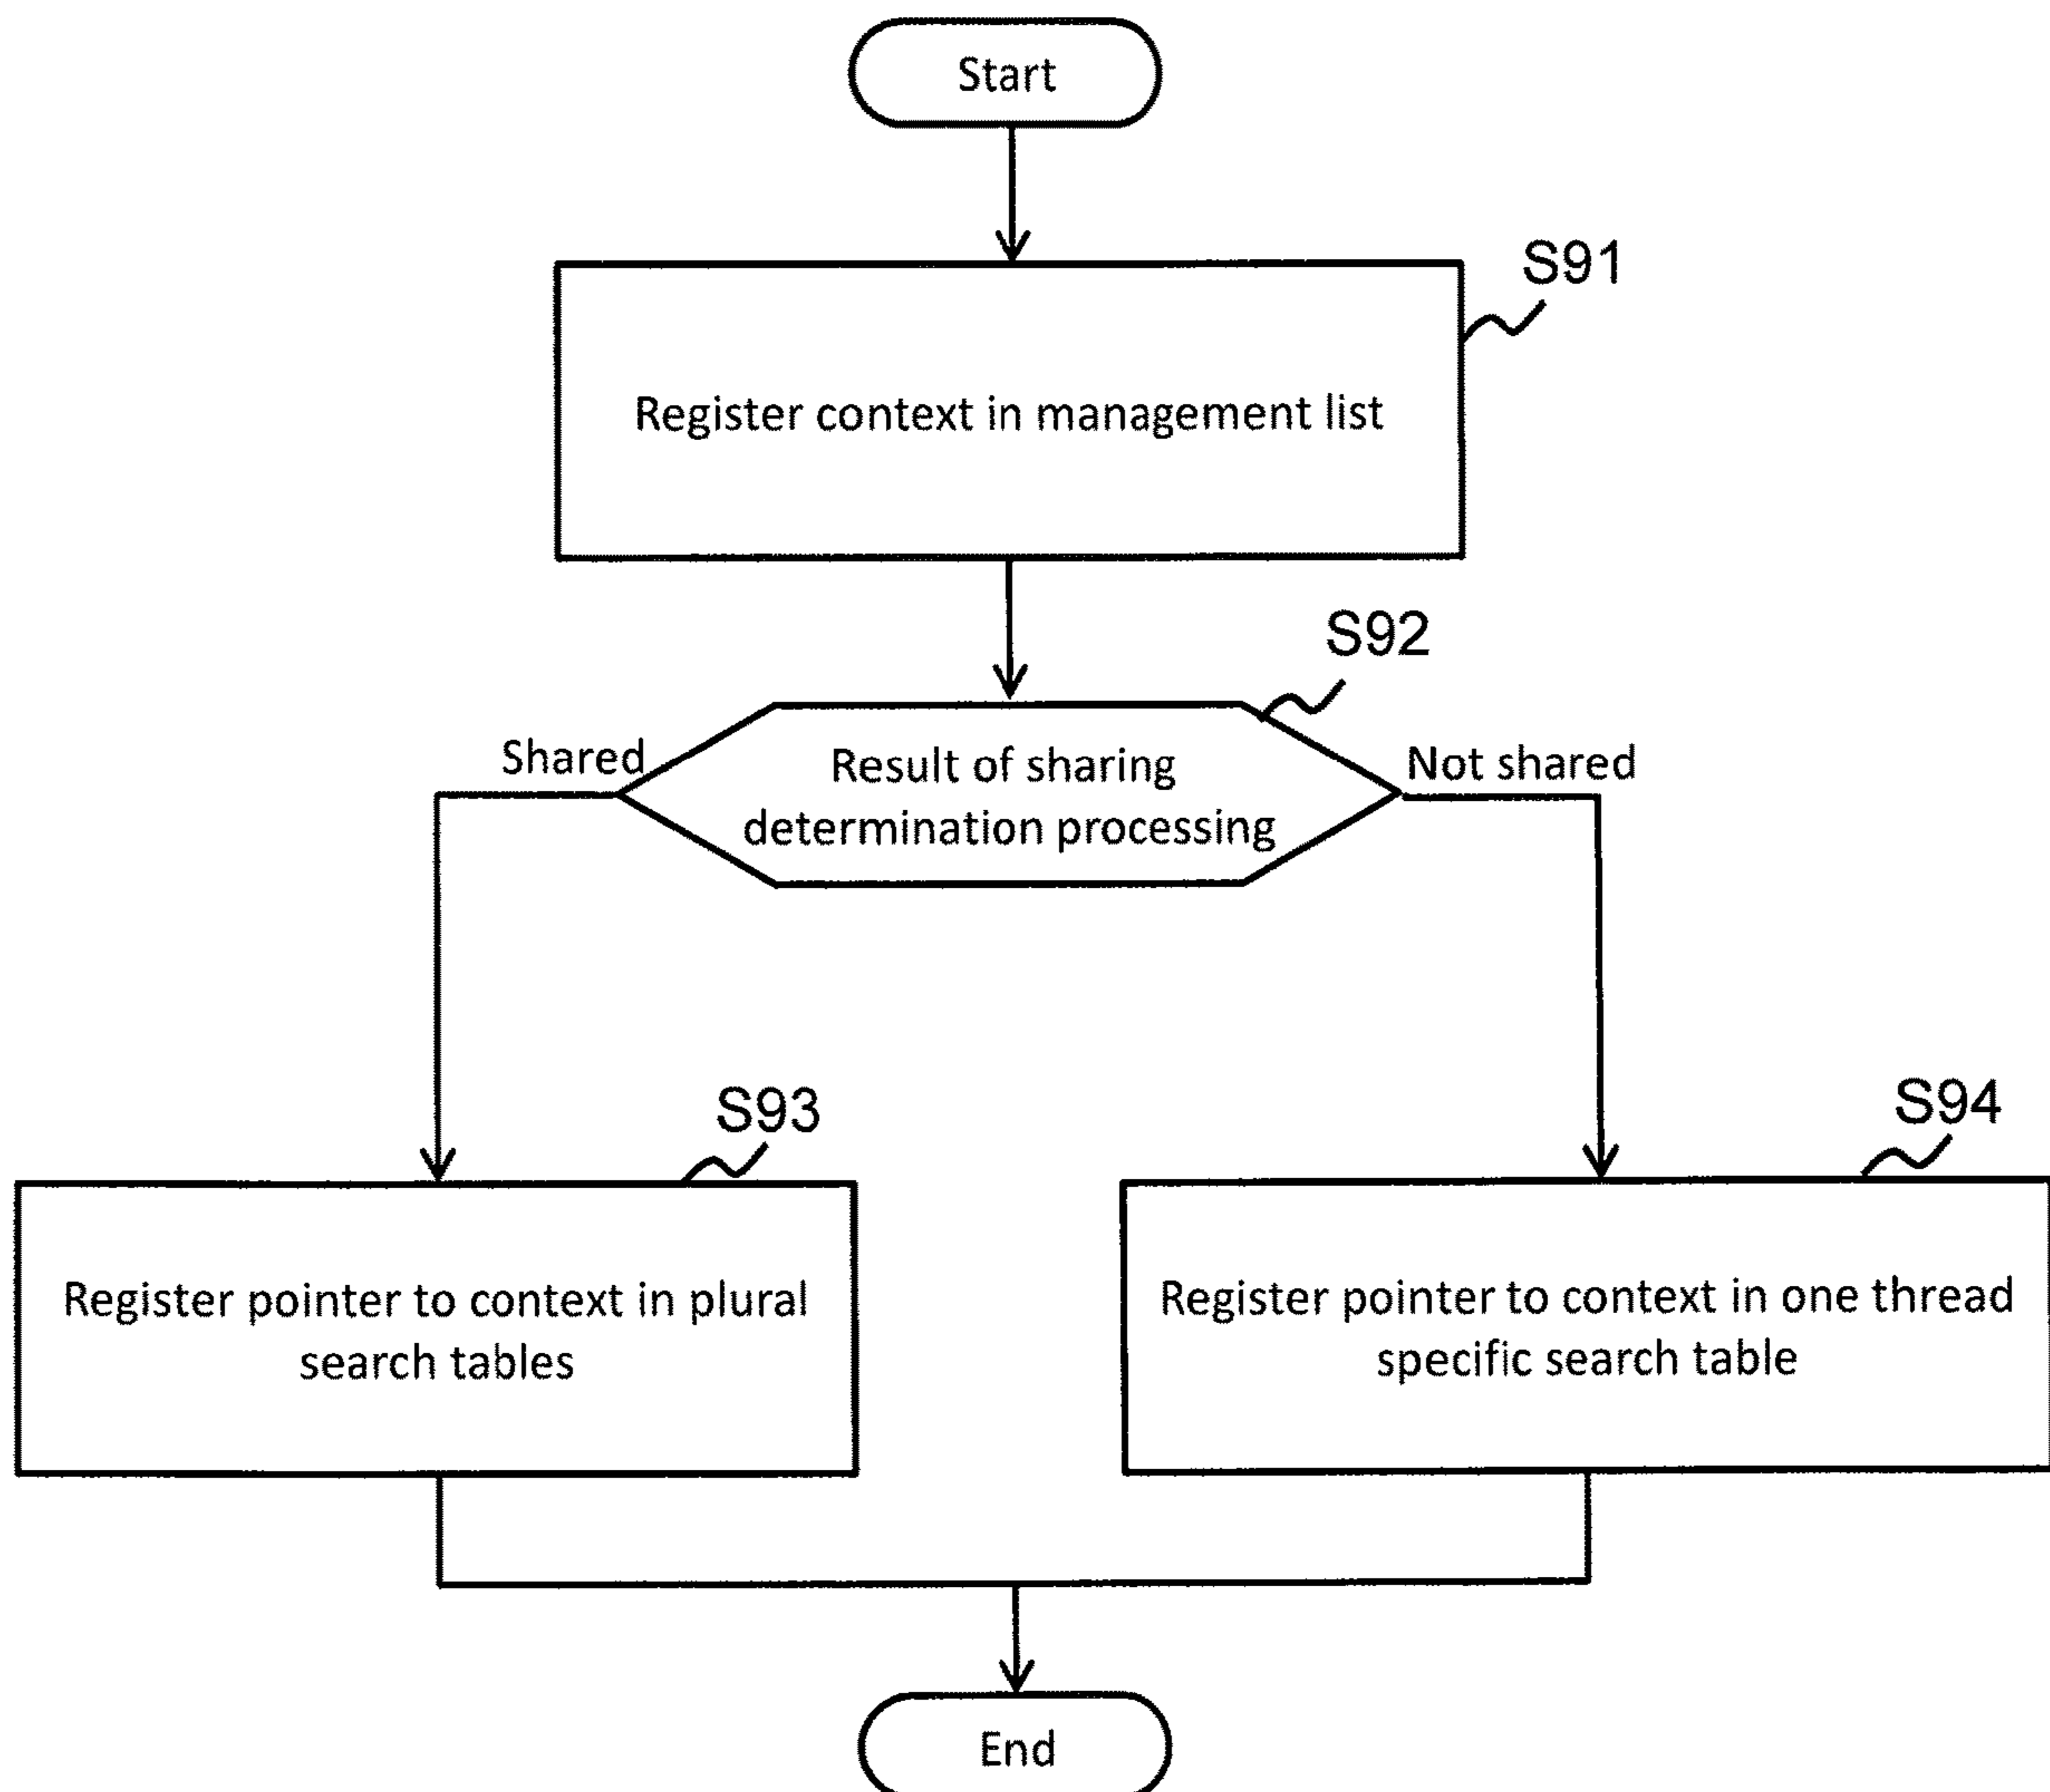 Start
S91
Register context in management list
S92
Shared
Result of sharing
determination processing
Not shared
S93
S94
Register pointer to context in plural
search tables
Register pointer to context in one thread
specific search table
End